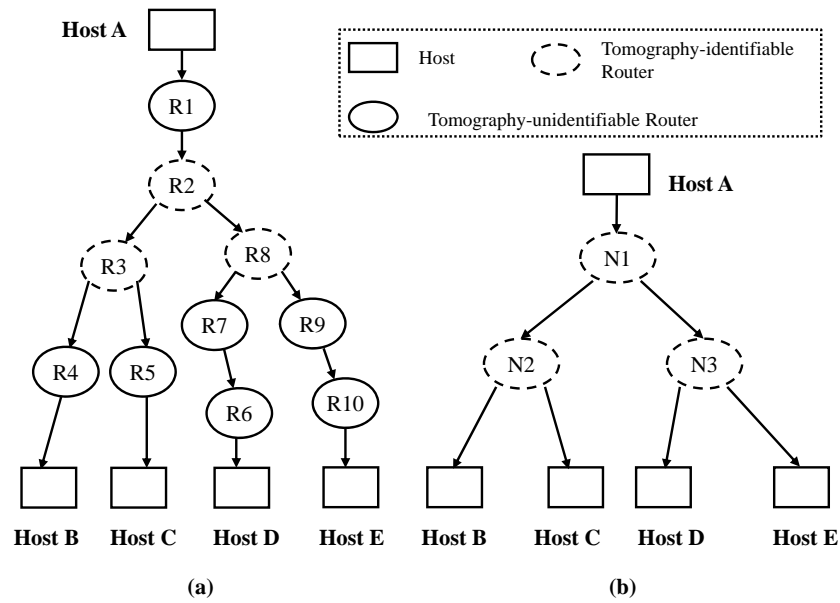 Host A
Host
Tomography-identifiable
Router
Tomography-unidentifiable Router
R1
R2
R3
R8
R7
R9
R4
R5
R6
R10
Host B
Host C
Host D
Host E
(a)
Host A
N1
N2
N3
Host B
Host C
Host D
Host E
(b)